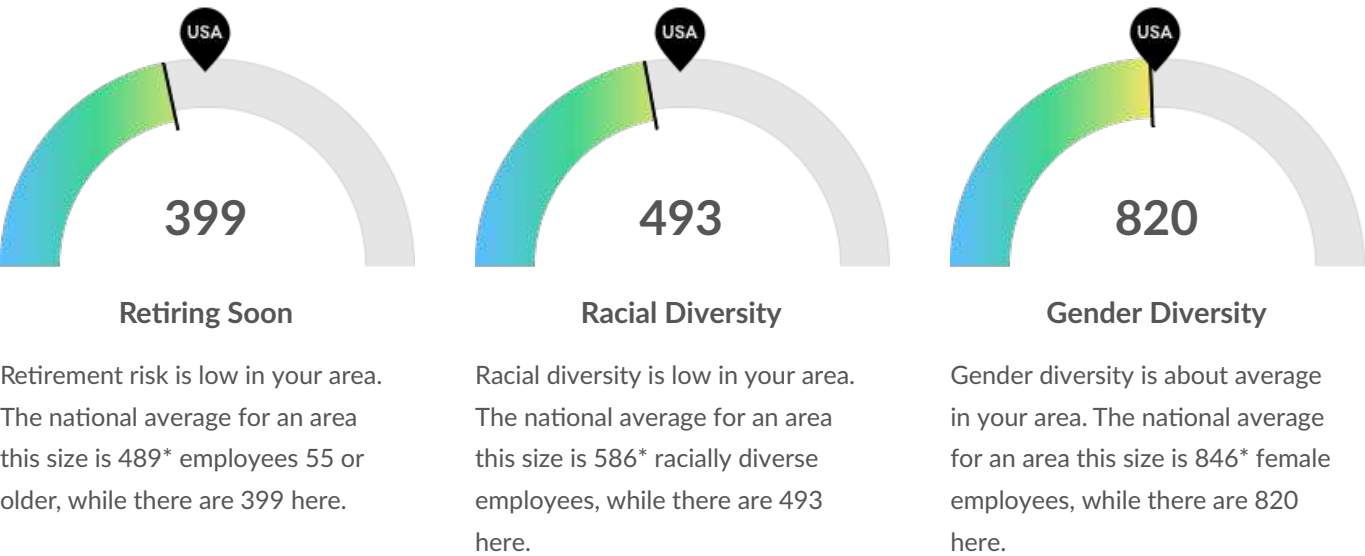 USA
399
Retiring Soon
Retirement risk is low in your area.
The national average for an area
this size is 489* employees 55 or
older, while there are 399 here.
USA
493
Racial Diversity
Racial diversity is low in your area.
The national average for an area
this size is 586* racially diverse
employees, while there are 493
here.
USA
820
Gender Diversity
Gender diversity is about average
in your area. The national average
for an area this size is 846* female
employees, while there are 820
here.